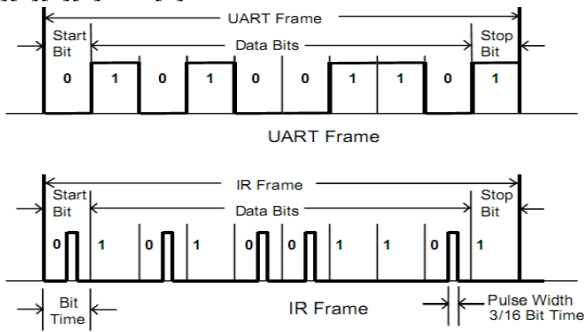 UART Frame
Start Bit
Data Bits
Stop Bit
0 1 0 1 0 0 1 1 0 1
UART Frame
IR Frame
Start Bit
Data Bits
Stop Bit
0 1 0 1 0 0 1 1 0 1
Bit Time
IR Frame
Pulse Width
3/16 Bit Time